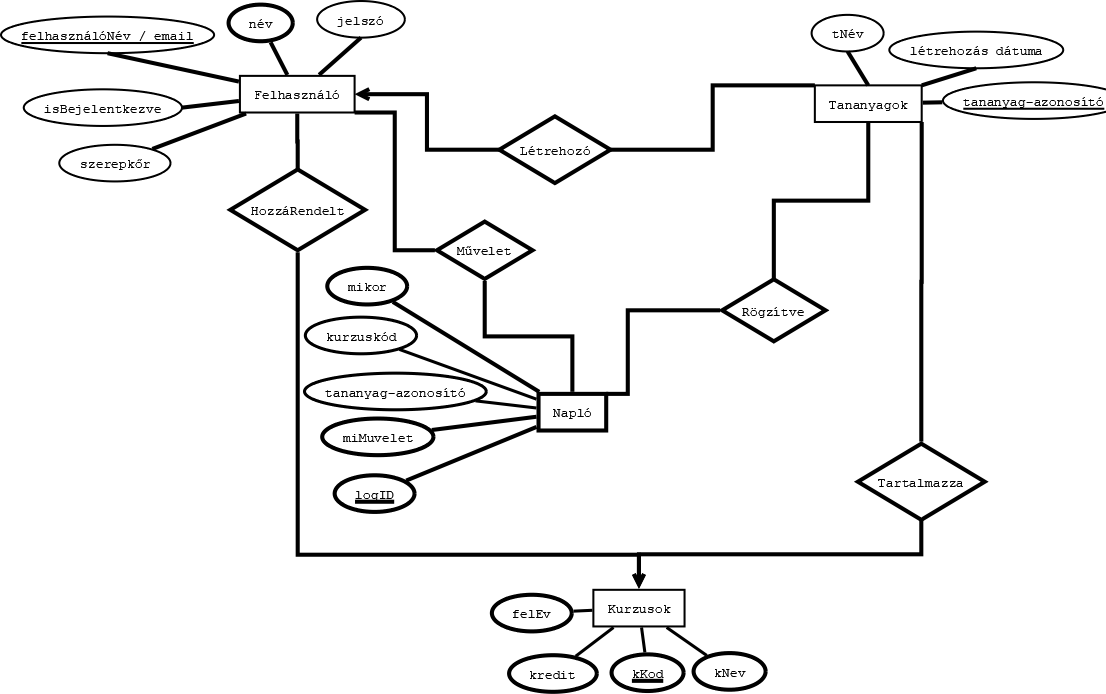 név
jelszó
felhasználóNév / email
tNév
létrehozás dátuma
Felhasználó
isBejelentkezve
Tananyagok
tananyag-azonosító
szerepkőr
Létrehozó
HozzáRendelt
Művelet
mikor
Rögzítve
kurzuskód
tananyag-azonosító
Napló
miMuvelet
logID
Tartalmazza
felEv
Kurzusok
kredit
kKod
kNev